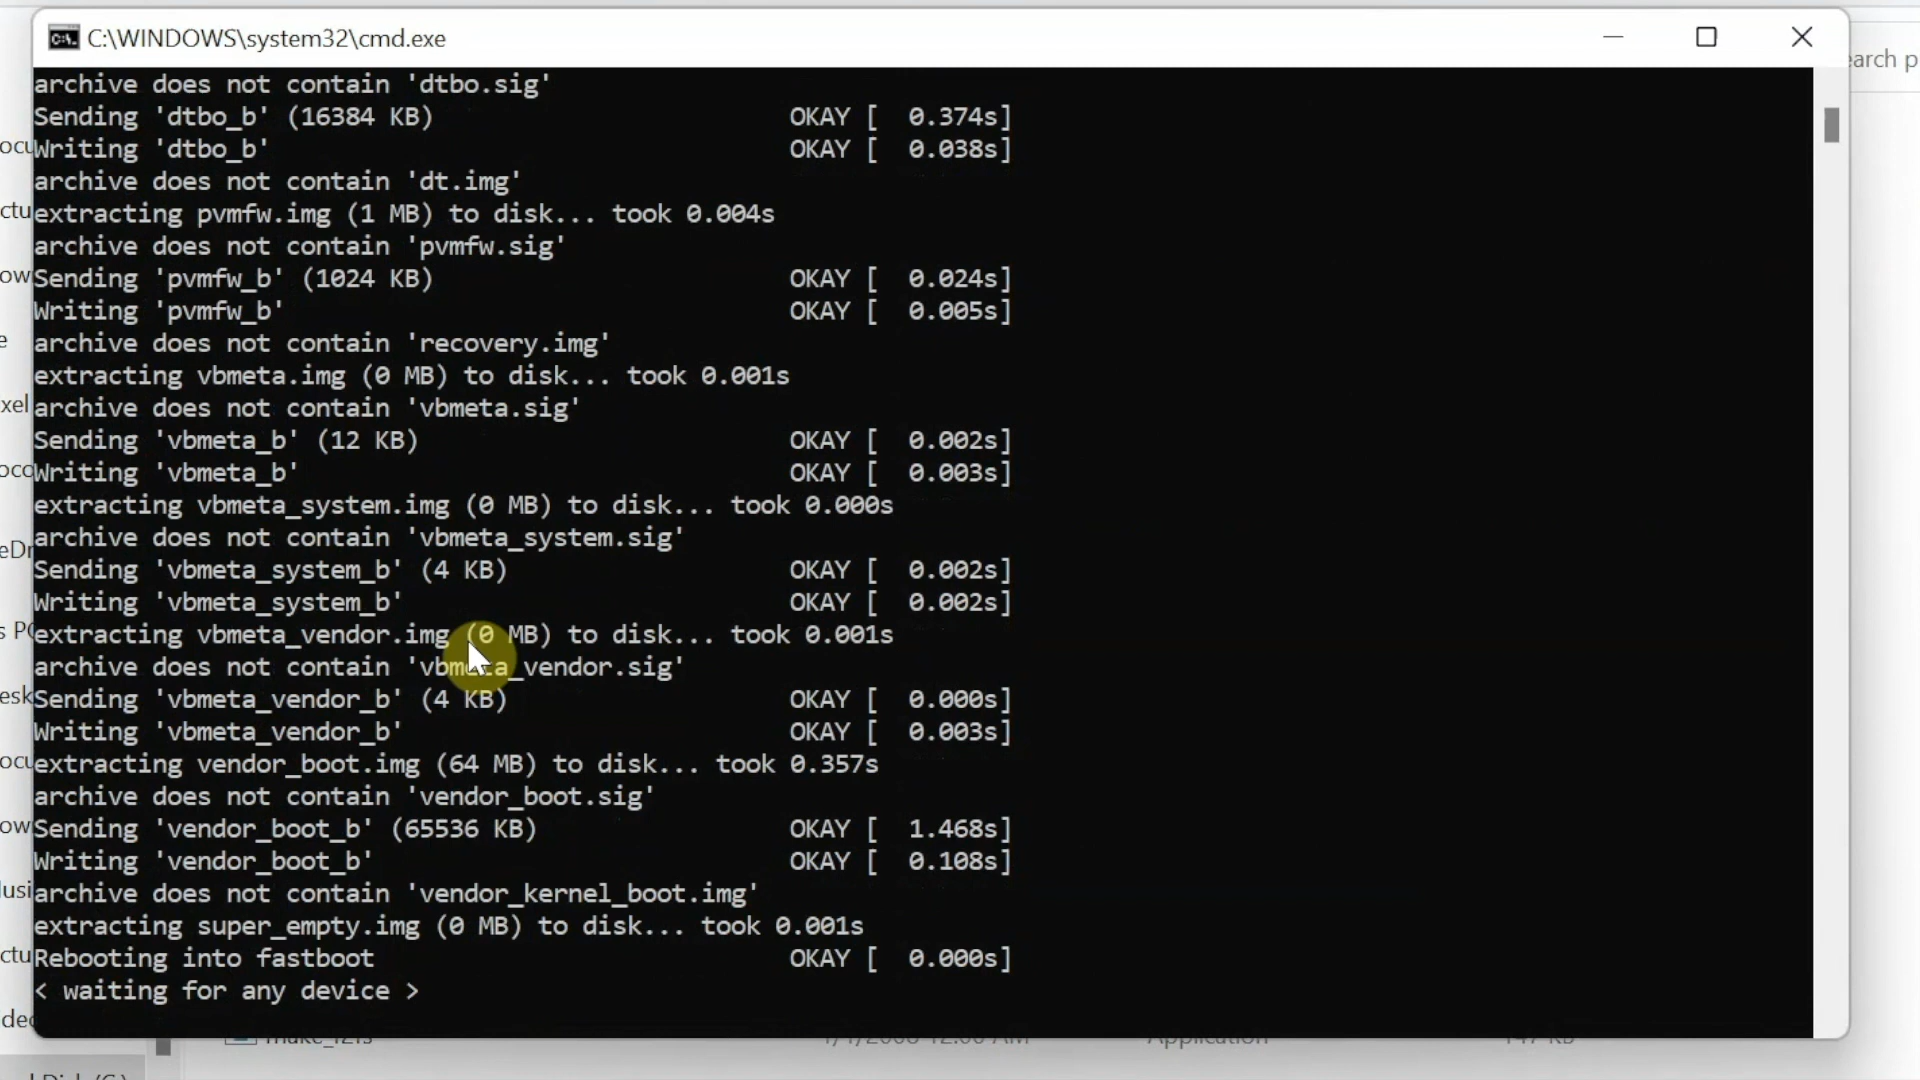 C:\WINDOWS\system32\cmd.exe
earch p
archive does not contain 'dtbo.sig'
Sending 'dtbo_b' (16384 KB) OKAY [ 0.374s]
Writing 'dtbo_b' OKAY [ 0.038s]
archive does not contain 'dt.img'
extracting pvmfw.img (1 MB) to disk... took 0.004s
archive does not contain 'pvmfw.sig'
Sending 'pvmfw_b' (1024 KB) OKAY [ 0.024s]
Writing 'pvmfw_b' OKAY [ 0.005s]
archive does not contain 'recovery.img'
extracting vbmeta.img (0 MB) to disk... took 0.001s
archive does not contain 'vbmeta.sig'
Sending 'vbmeta_b' (12 KB) OKAY [ 0.002s]
Writing 'vbmeta_b' OKAY [ 0.003s]
extracting vbmeta_system.img (0 MB) to disk... took 0.000s
archive does not contain 'vbmeta_system.sig'
Sending 'vbmeta_system_b' (4 KB) OKAY [ 0.002s]
Writing 'vbmeta_system_b' OKAY [ 0.002s]
extracting vbmeta_vendor.img (0 MB) to disk... took 0.001s
archive does not contain 'vbmeta_vendor.sig'
Sending 'vbmeta_vendor_b' (4 KB) OKAY [ 0.000s]
Writing 'vbmeta_vendor_b' OKAY [ 0.003s]
extracting vendor_boot.img (64 MB) to disk... took 0.357s
archive does not contain 'vendor_boot.sig'
Sending 'vendor_boot_b' (65536 KB) OKAY [ 1.468s]
Writing 'vendor_boot_b' OKAY [ 0.108s]
archive does not contain 'vendor_kernel_boot.img'
extracting super_empty.img (0 MB) to disk... took 0.001s
Rebooting into fastboot OKAY [ 0.000s]
< waiting for any device >